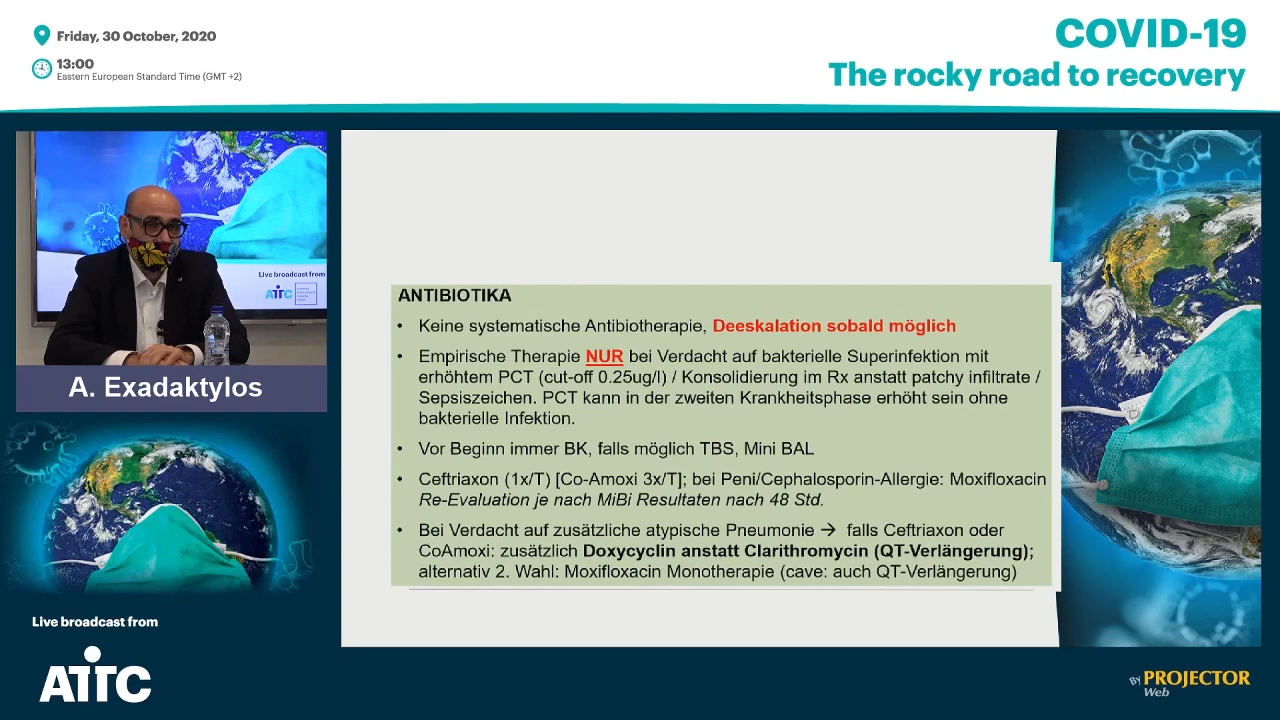 Friday, 30 October, 2020
13:00
Eastern European Standard Time (GMT +2)
COVID-19
The rocky road to recovery
Live broadcast from
ATTC
A. Exadaktylos
ANTIBIOTIKA
• Keine systematische Antibiotherapie, Deeskalation sobald möglich
• Empirische Therapie NUR bei Verdacht auf bakterielle Superinfektion mit
erhöhtem PCT (cut-off 0.25ug/l) / Konsolidierung im Rx anstatt patchy infiltrate /
Sepsiszeichen. PCT kann in der zweiten Krankheitsphase erhöht sein ohne
bakterielle Infektion.
• Vor Beginn immer BK, falls möglich TBS, Mini BAL
• Ceftriaxon (1x/T) [Co-Amoxi 3x/T]; bei Peni/Cephalosporin-Allergie: Moxifloxacin
Re-Evaluation je nach MiBi Resultaten nach 48 Std.
• Bei Verdacht auf zusätzliche atypische Pneumonie → falls Ceftriaxon oder
CoAmoxi: zusätzlich Doxycyclin anstatt Clarithromycin (QT-Verlängerung);
alternativ 2. Wahl: Moxifloxacin Monotherapie (cave: auch QT-Verlängerung)
Live broadcast from
ATTC
By PROJECTOR
Web